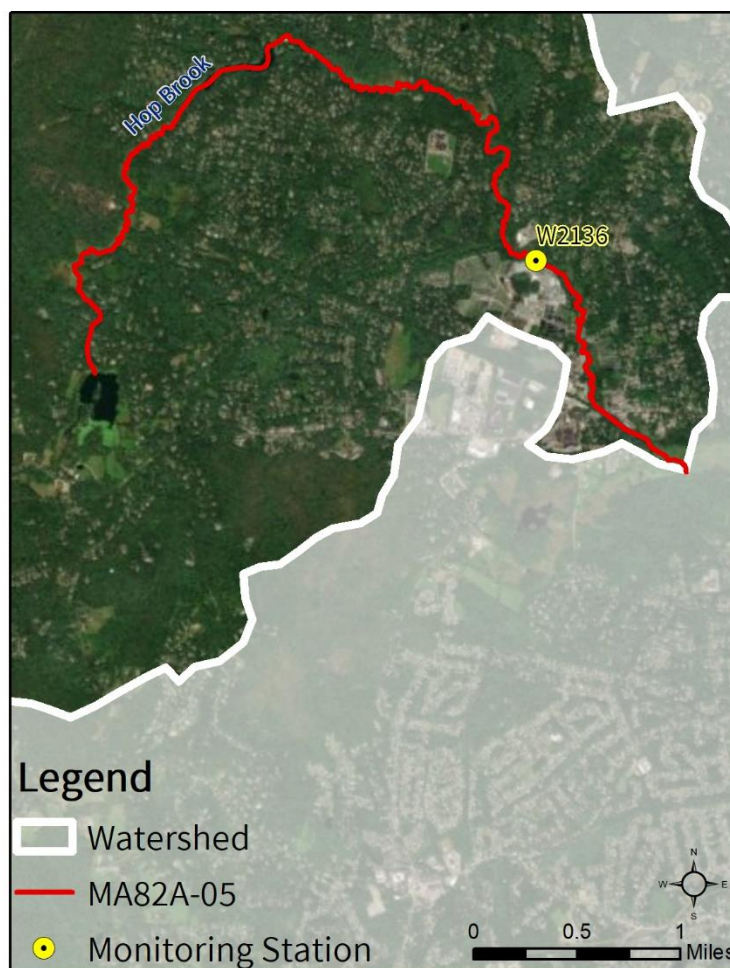 Hop Brook
W2136
Legend
Watershed
MA82A-05
Monitoring Station
N
W E
S
0 0.5 1
Miles